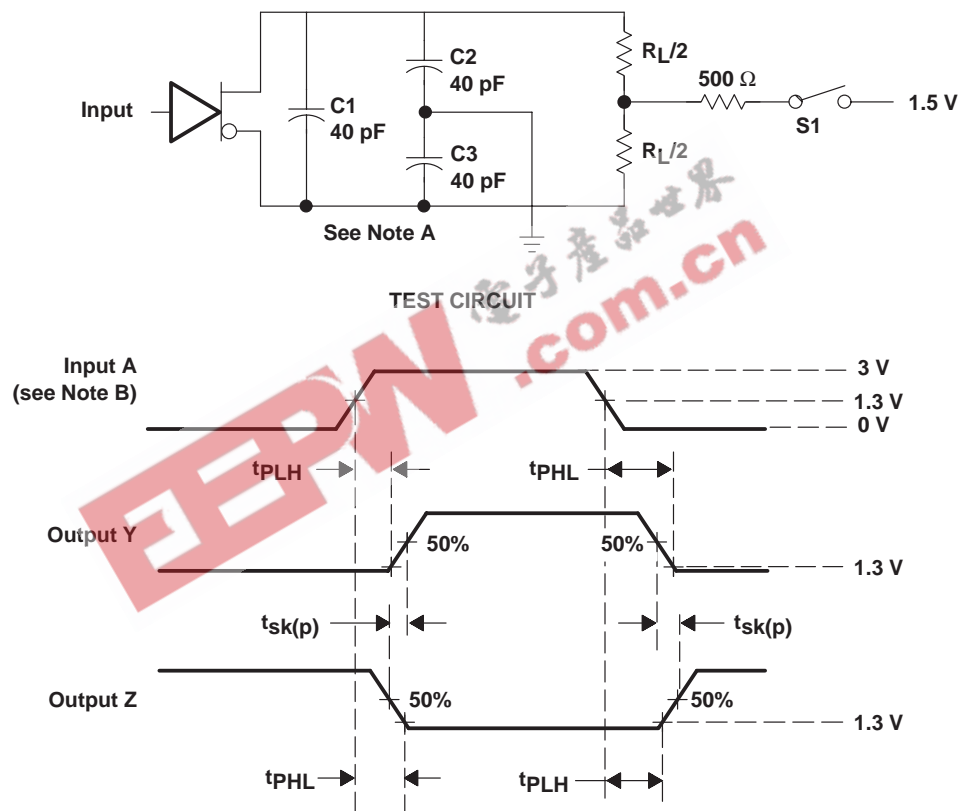 C2
40 pF
RL/2
500 Ω
Input
C1
40 pF
1.5 V
S1
C3
40 pF
RL/2
See Note A
TEST CIRCUIT
電子產品世界
.com.cn
EEPW
Input A
(see Note B)
3 V
1.3 V
0 V
tPLH
tPHL
Output Y
50%
50%
1.3 V
tsk(p)
tsk(p)
Output Z
50%
50%
1.3 V
tPHL
tPLH